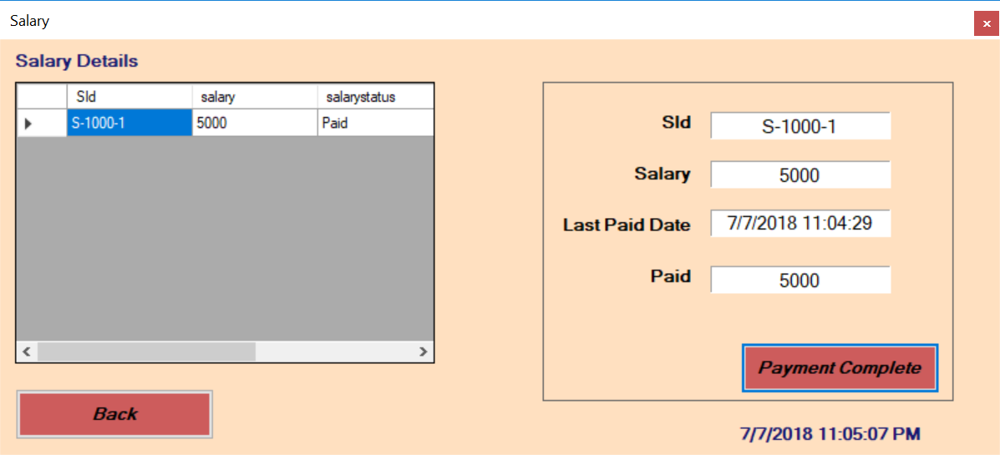 Salary
Salary Details
SId salary salarystatus
S-1000-1 5000 Paid
SId S-1000-1
Salary 5000
Last Paid Date 7/7/2018 11:04:29
Paid 5000
Payment Complete
Back
7/7/2018 11:05:07 PM